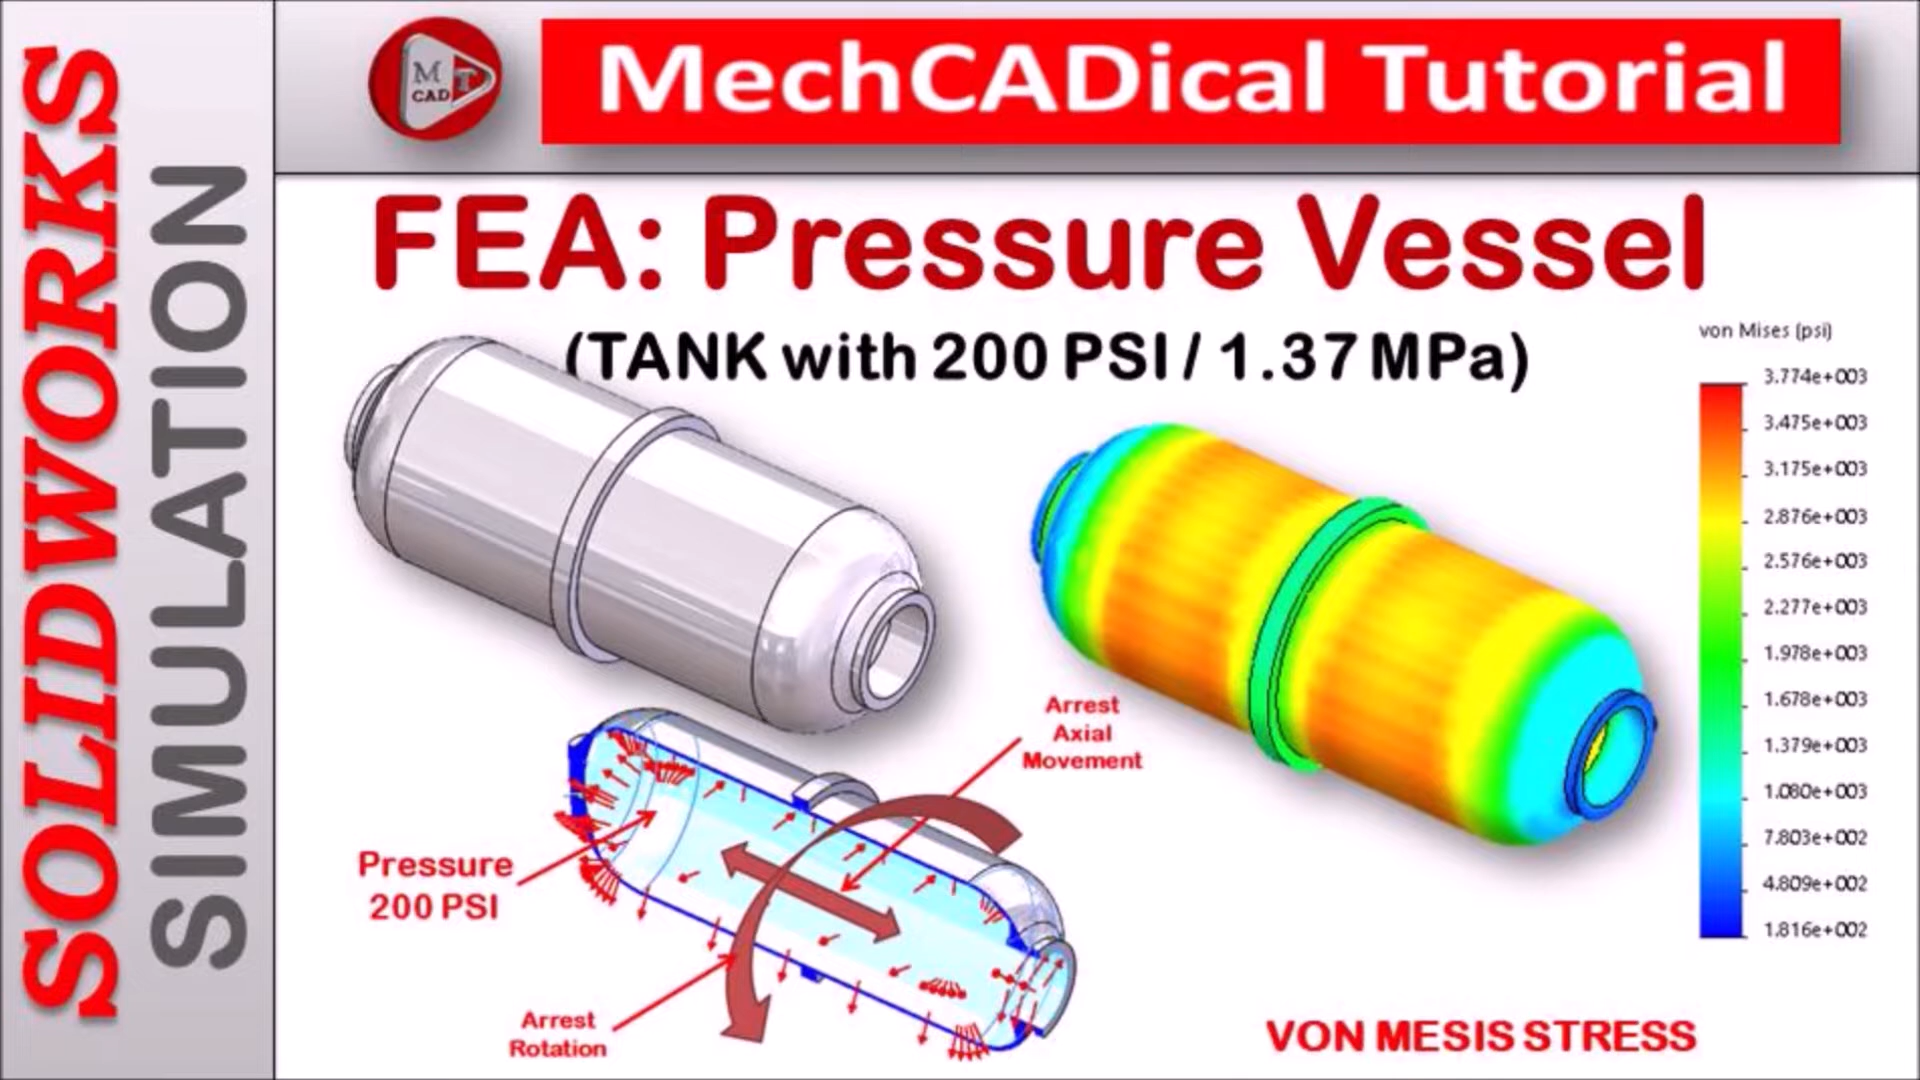 SOLIDWORKS
SIMULATION
M T
CAD
MechCADical Tutorial
FEA: Pressure Vessel
(TANK with 200 PSI / 1.37 MPa)
von Mises (psi)
3.774e+003
3.475e+003
3.175e+003
2.876e+003
2.576e+003
2.277e+003
1.978e+003
1.678e+003
1.379e+003
1.080e+003
7.803e+002
4.809e+002
1.816e+002
Arrest
Axial
Movement
Pressure
200 PSI
Arrest
Rotation
VON MESIS STRESS